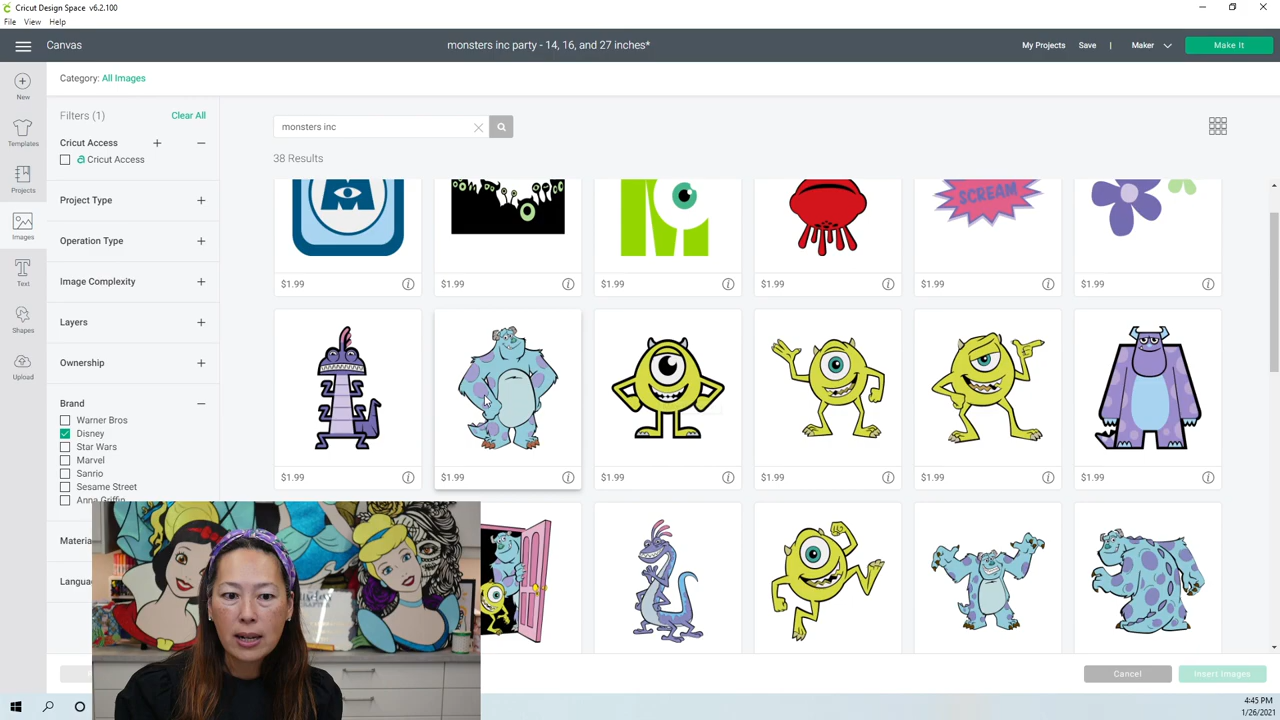 Cricut Design Space v6.2.100
File View Help
Canvas
monsters inc party - 14, 16, and 27 inches*
My Projects Save | Maker Make It
New
Templates
Projects
Images
Text
Shapes
Upload
Category: All Images
Filters (1) Clear All
Cricut Access + −
Cricut Access
Project Type +
Operation Type +
Image Complexity +
Layers +
Ownership +
Brand −
Warner Bros
Disney
Star Wars
Marvel
Sanrio
Sesame Street
Anna Griffin
Materia
Langua
monsters inc
38 Results
SCREAM
$1.99 $1.99 $1.99 $1.99 $1.99 $1.99
$1.99 $1.99 $1.99 $1.99 $1.99 $1.99
Cancel Insert Images
4:45 PM
1/26/2021